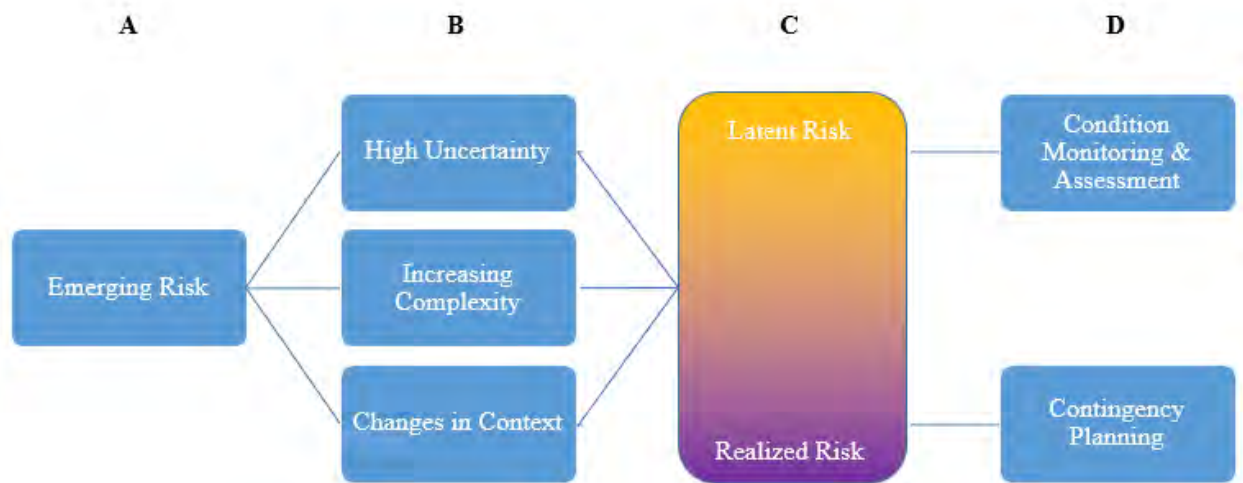 A
B
C
D
Emerging Risk
High Uncertainty
Increasing
Complexity
Changes in Context
Latent Risk
Realized Risk
Condition
Monitoring &
Assessment
Contingency
Planning